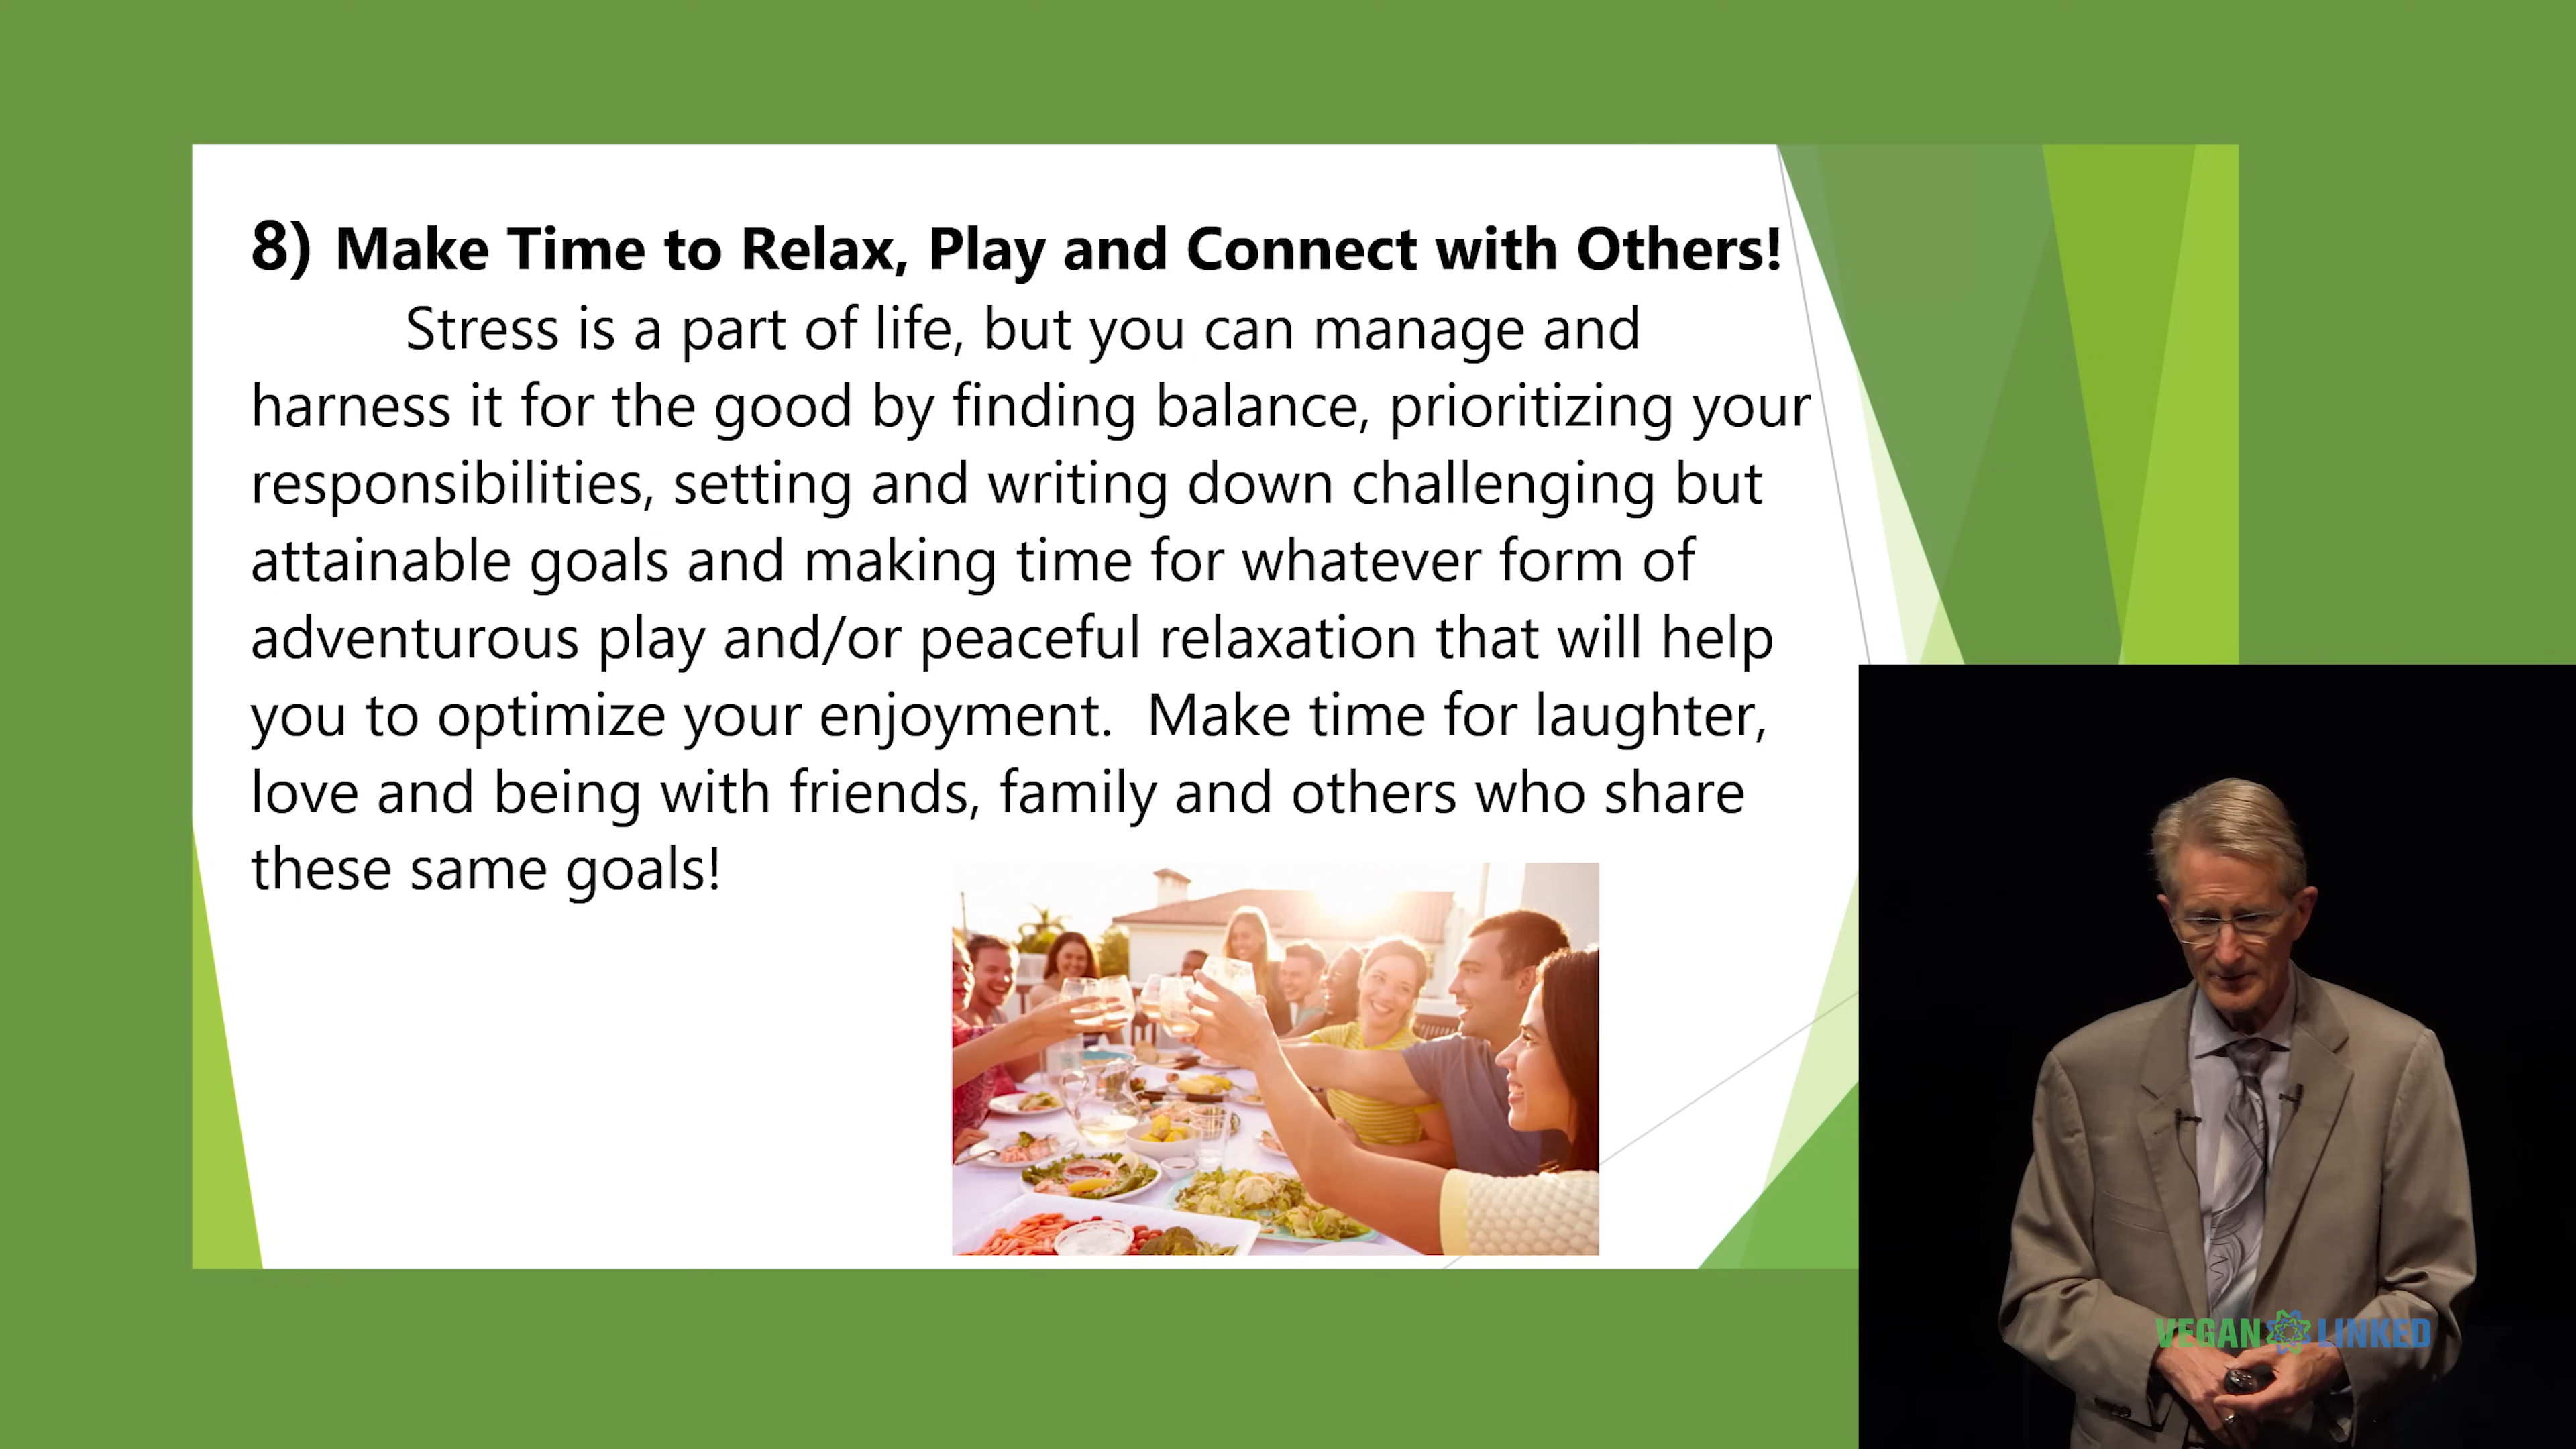 8) Make Time to Relax, Play and Connect with Others!
Stress is a part of life, but you can manage and
harness it for the good by finding balance, prioritizing your
responsibilities, setting and writing down challenging but
attainable goals and making time for whatever form of
adventurous play and/or peaceful relaxation that will help
you to optimize your enjoyment.  Make time for laughter,
love and being with friends, family and others who share
these same goals!
VEGAN LINKED